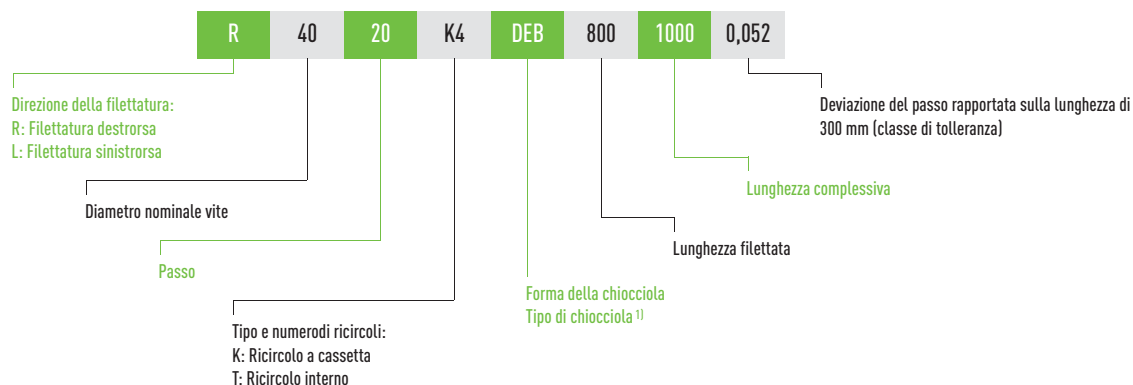 R 40 20 K4 DEB 800 1000 0,052
Direzione della filettatura:
R: Filettatura destrorsa
L: Filettatura sinistrorsa
Deviazione del passo rapportata sulla lunghezza di
300 mm (classe di tolleranza)
Lunghezza complessiva
Diametro nominale vite
Lunghezza filettata
Passo
Forma della chiocciola
Tipo di chiocciola 1)
Tipo e numerodi ricircoli:
K: Ricircolo a cassetta
T: Ricircolo interno